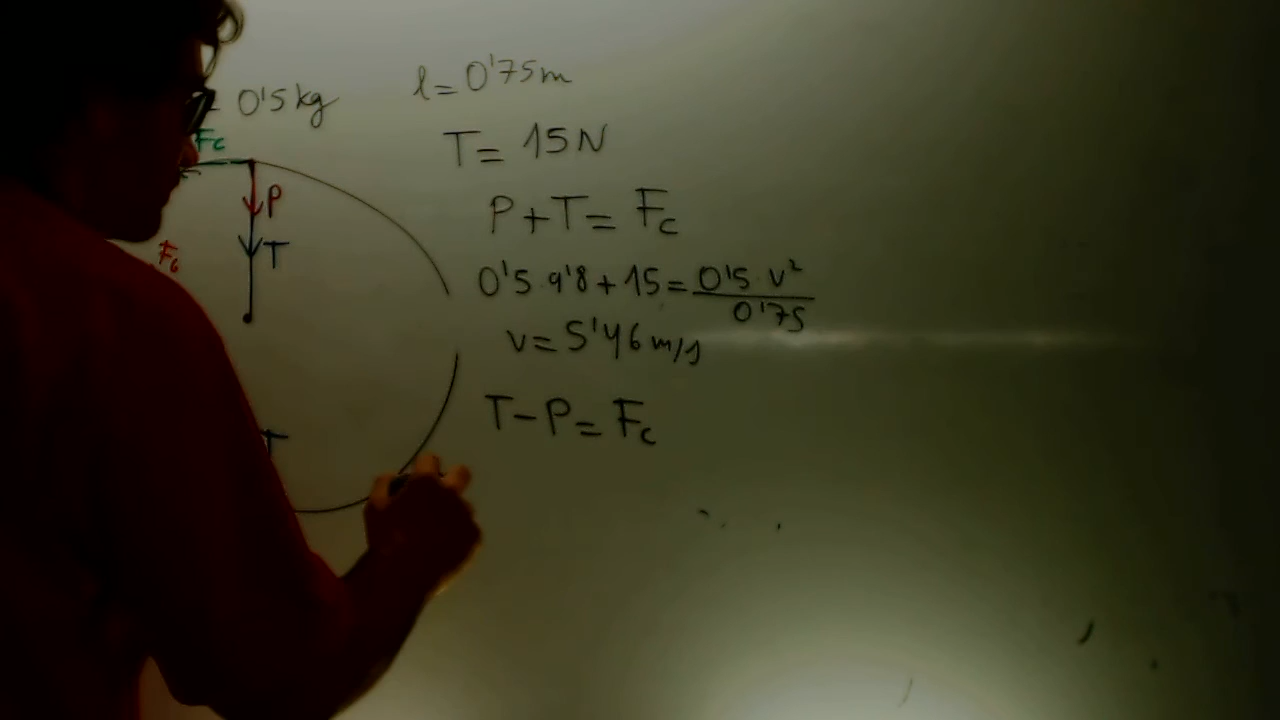 0'5 kg
l = 0'75 m
T = 15 N
Fc
P
T
F6
P + T = Fc
0'5 · 9'8 + 15 = 0'5 · v² / 0'75
v = 5'46 m/s
T
T - P = Fc